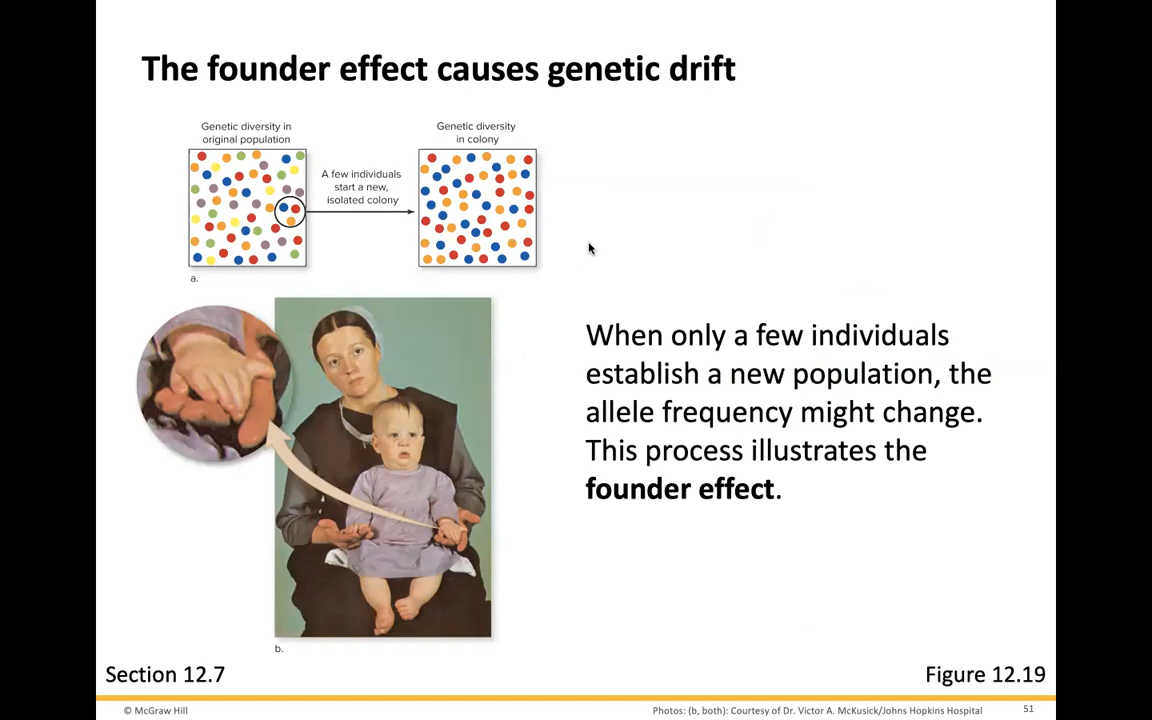 The founder effect causes genetic drift
Genetic diversity in
original population
A few individuals
start a new,
isolated colony
Genetic diversity
in colony
a.
When only a few individuals
establish a new population, the
allele frequency might change.
This process illustrates the
founder effect.
b.
Section 12.7
Figure 12.19
© McGraw Hill
Photos: (b, both): Courtesy of Dr. Victor A. McKusick/Johns Hopkins Hospital
51